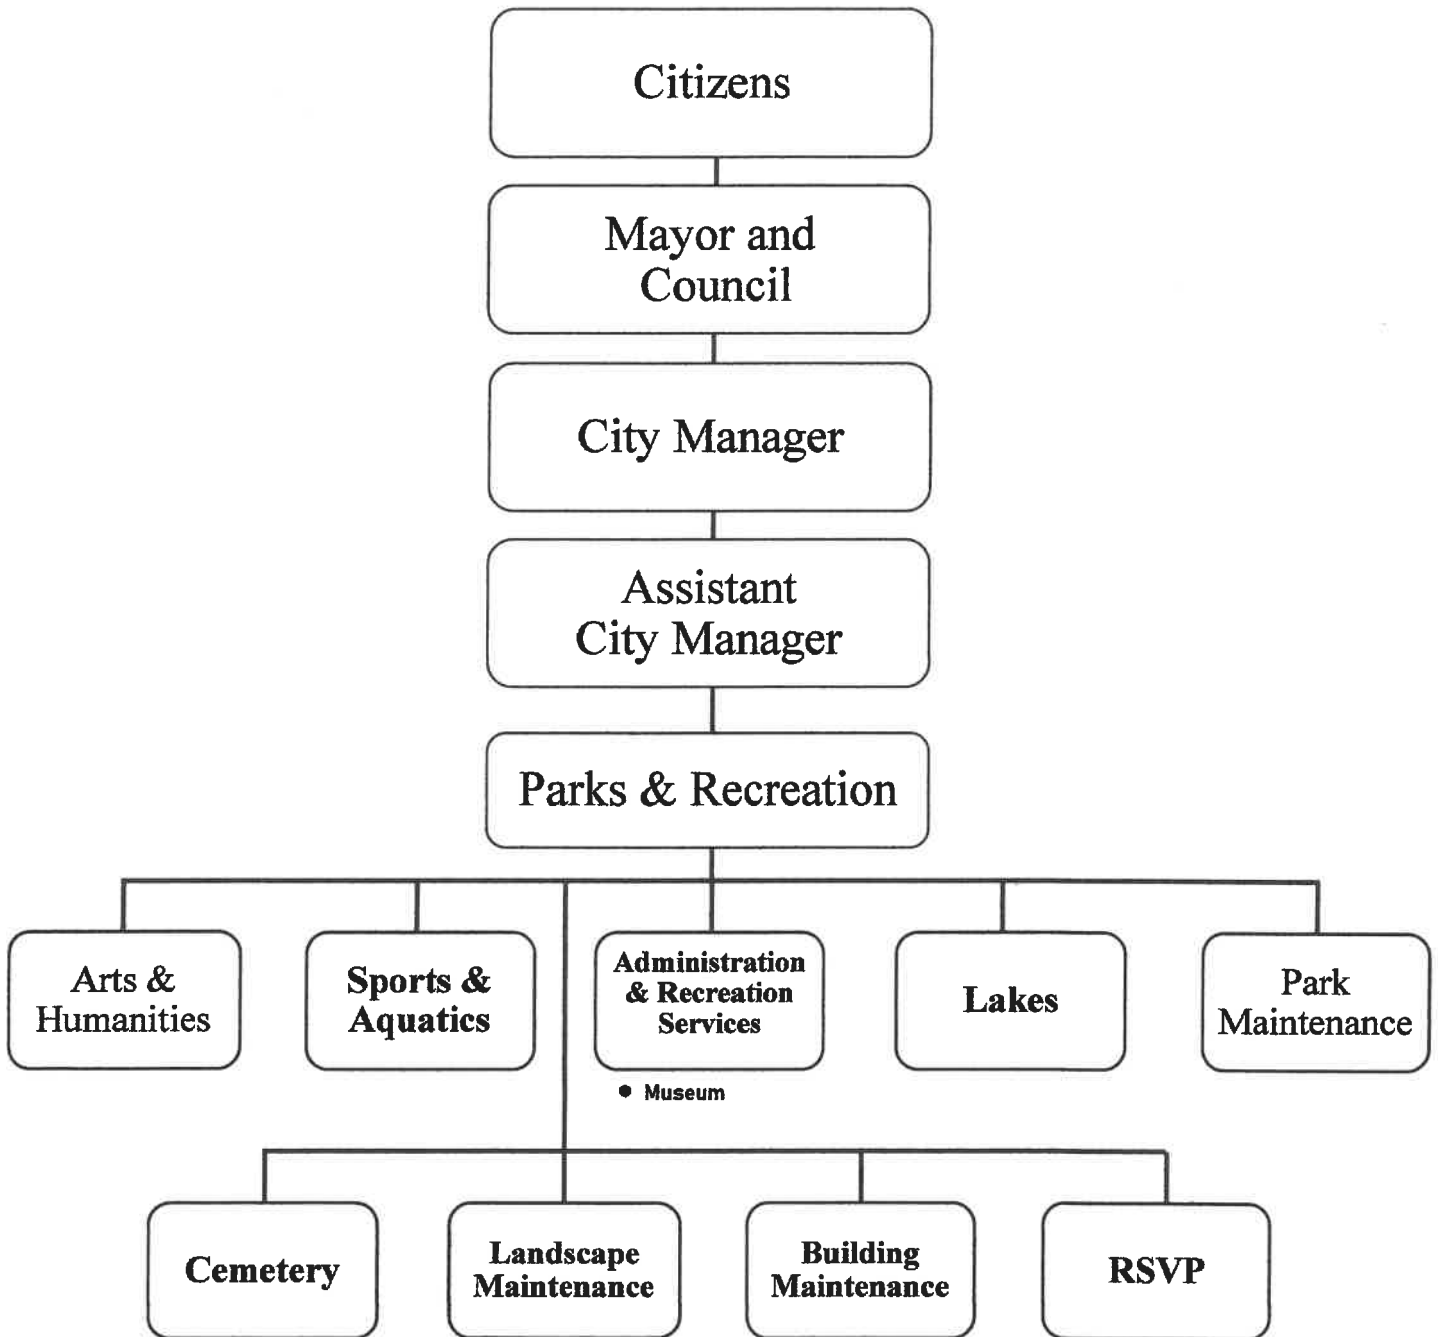 Citizens
Mayor and
Council
City Manager
Assistant
City Manager
Parks & Recreation
Arts &
Humanities
Sports &
Aquatics
Administration
& Recreation
Services
Lakes
Park
Maintenance
● Museum
Cemetery
Landscape
Maintenance
Building
Maintenance
RSVP